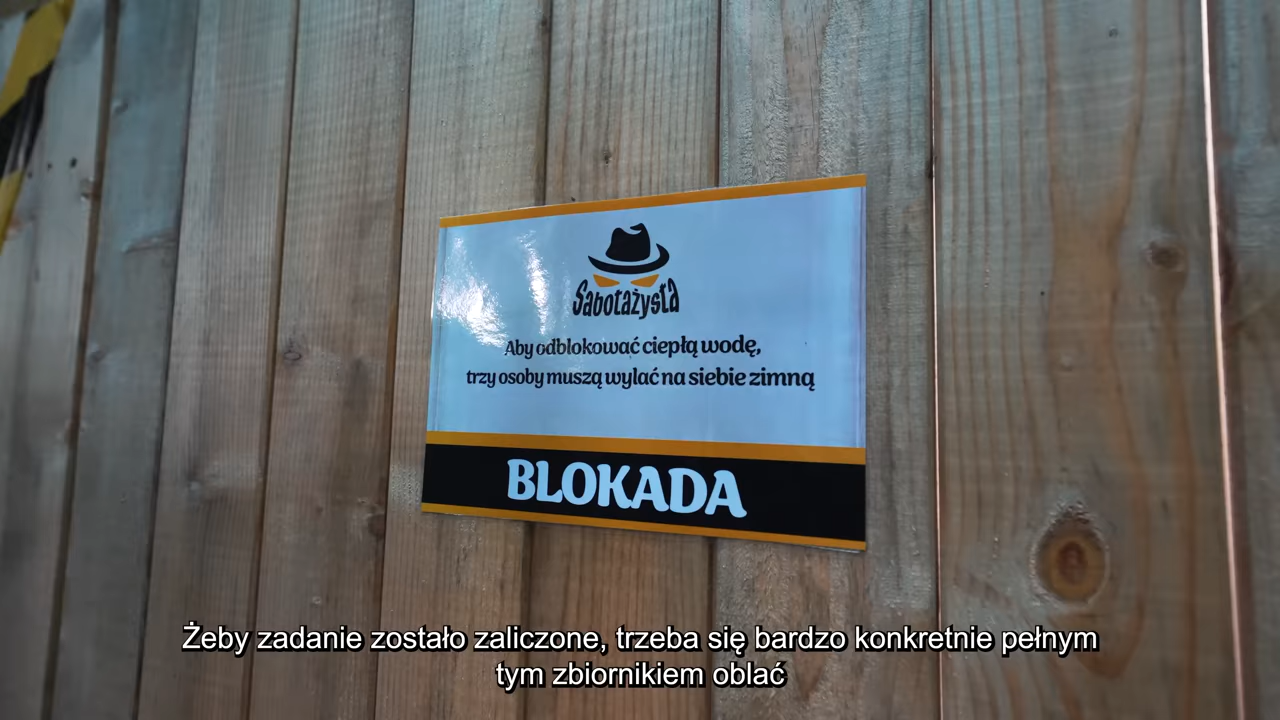 Sabotażysta
Aby odblokować ciepłą wodę,
trzy osoby muszą wylać na siebie zimną
BLOKADA
Żeby zadanie zostało zaliczone, trzeba się bardzo konkretnie pełnym
tym zbiornikiem oblać